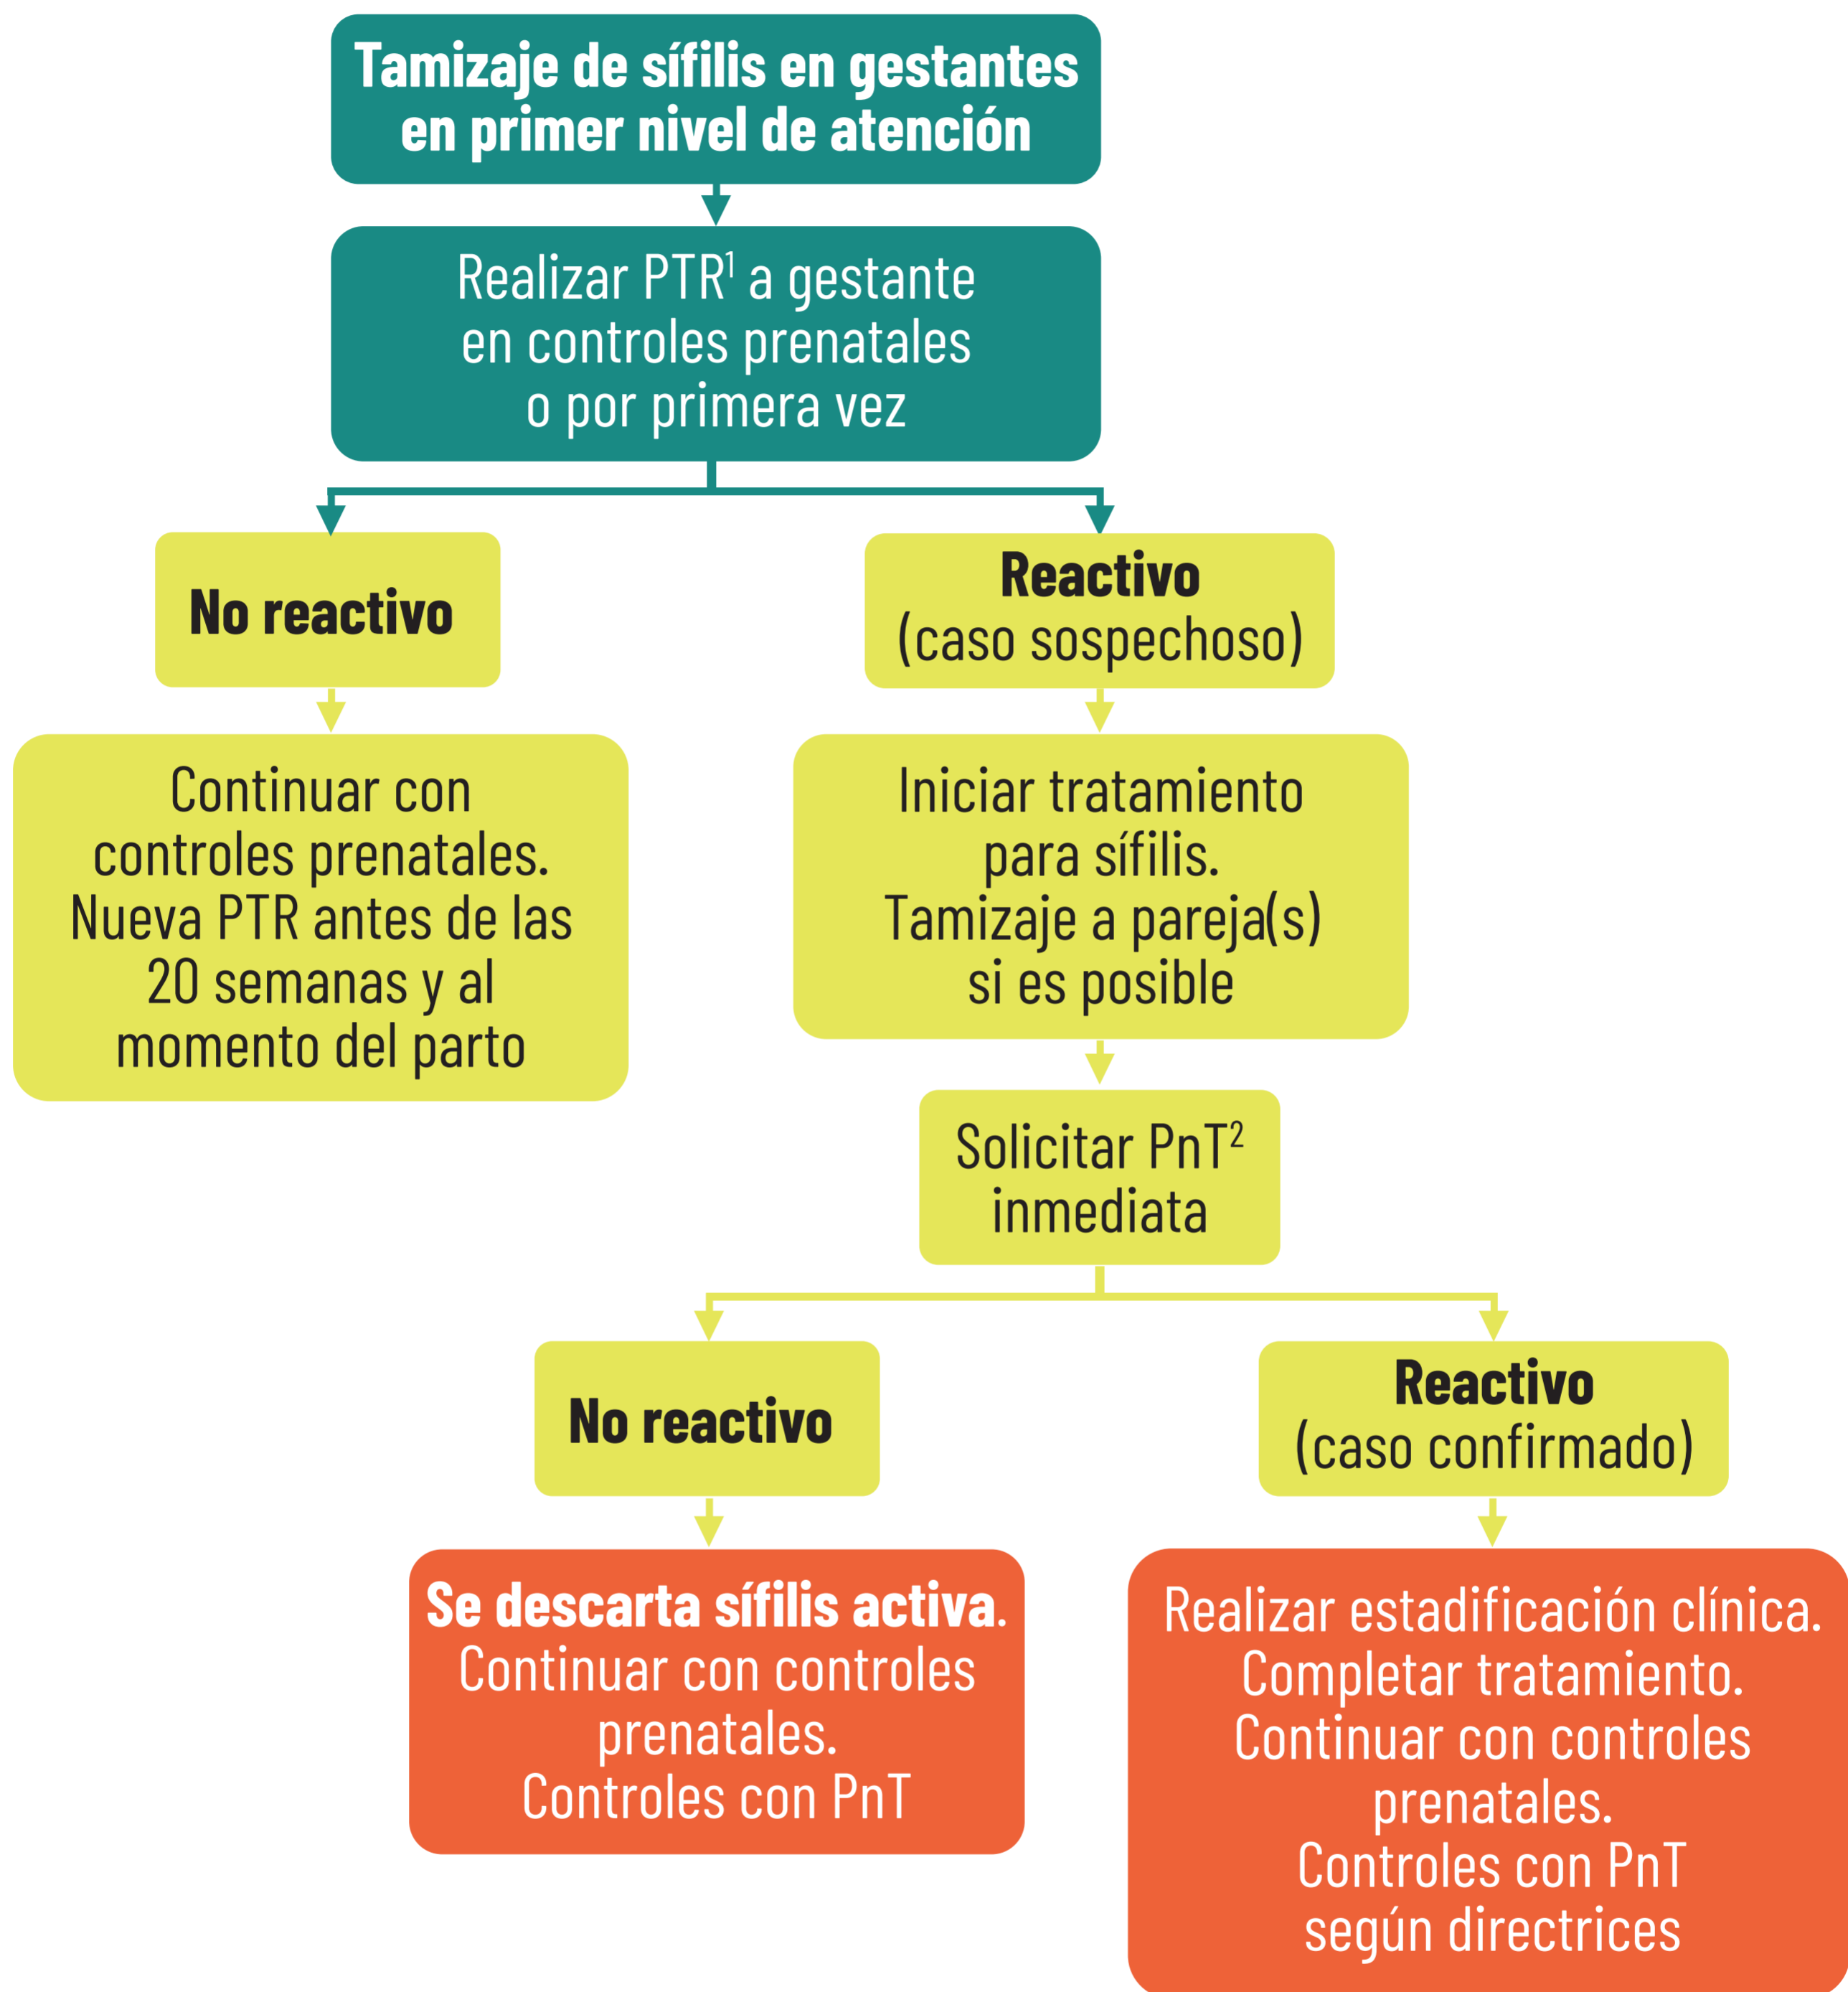 Tamizaje de sífilis en gestantes
en primer nivel de atención
Realizar PTR¹ a gestante
en controles prenatales
o por primera vez
No reactivo
Reactivo
(caso sospechoso)
Continuar con
controles prenatales.
Nueva PTR antes de las
20 semanas y al
momento del parto
Iniciar tratamiento
para sífilis.
Tamizaje a pareja(s)
si es posible
Solicitar PnT²
inmediata
No reactivo
Reactivo
(caso confirmado)
Se descarta sífilis activa.
Continuar con controles
prenatales.
Controles con PnT
Realizar estadificación clínica.
Completar tratamiento.
Continuar con controles
prenatales.
Controles con PnT
según directrices